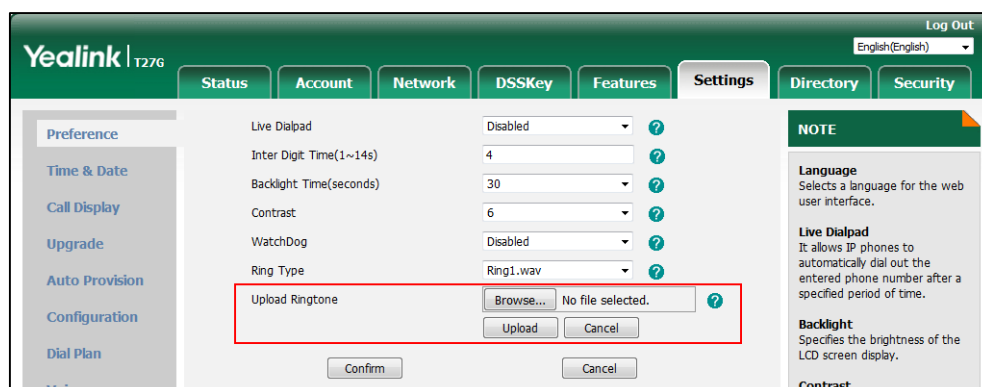 Log Out
Yealink | T27G
English(English)
Status Account Network DSSKey Features Settings Directory Security
Preference
Time & Date
Call Display
Upgrade
Auto Provision
Configuration
Dial Plan
Live Dialpad Disabled ?
Inter Digit Time(1~14s) 4 ?
Backlight Time(seconds) 30 ?
Contrast 6 ?
WatchDog Disabled ?
Ring Type Ring1.wav ?
Upload Ringtone Browse... No file selected. ?
Upload Cancel
Confirm Cancel
NOTE
Language
Selects a language for the web
user interface.
Live Dialpad
It allows IP phones to
automatically dial out the
entered phone number after a
specified period of time.
Backlight
Specifies the brightness of the
LCD screen display.
Contrast